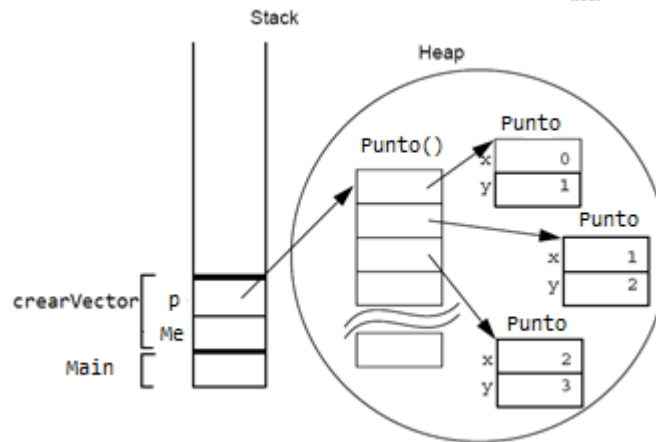 Stack
Heap
Punto
Punto()
x 0
y 1
Punto
x 1
y 2
crearVector p
Me
Punto
Main
x 2
y 3